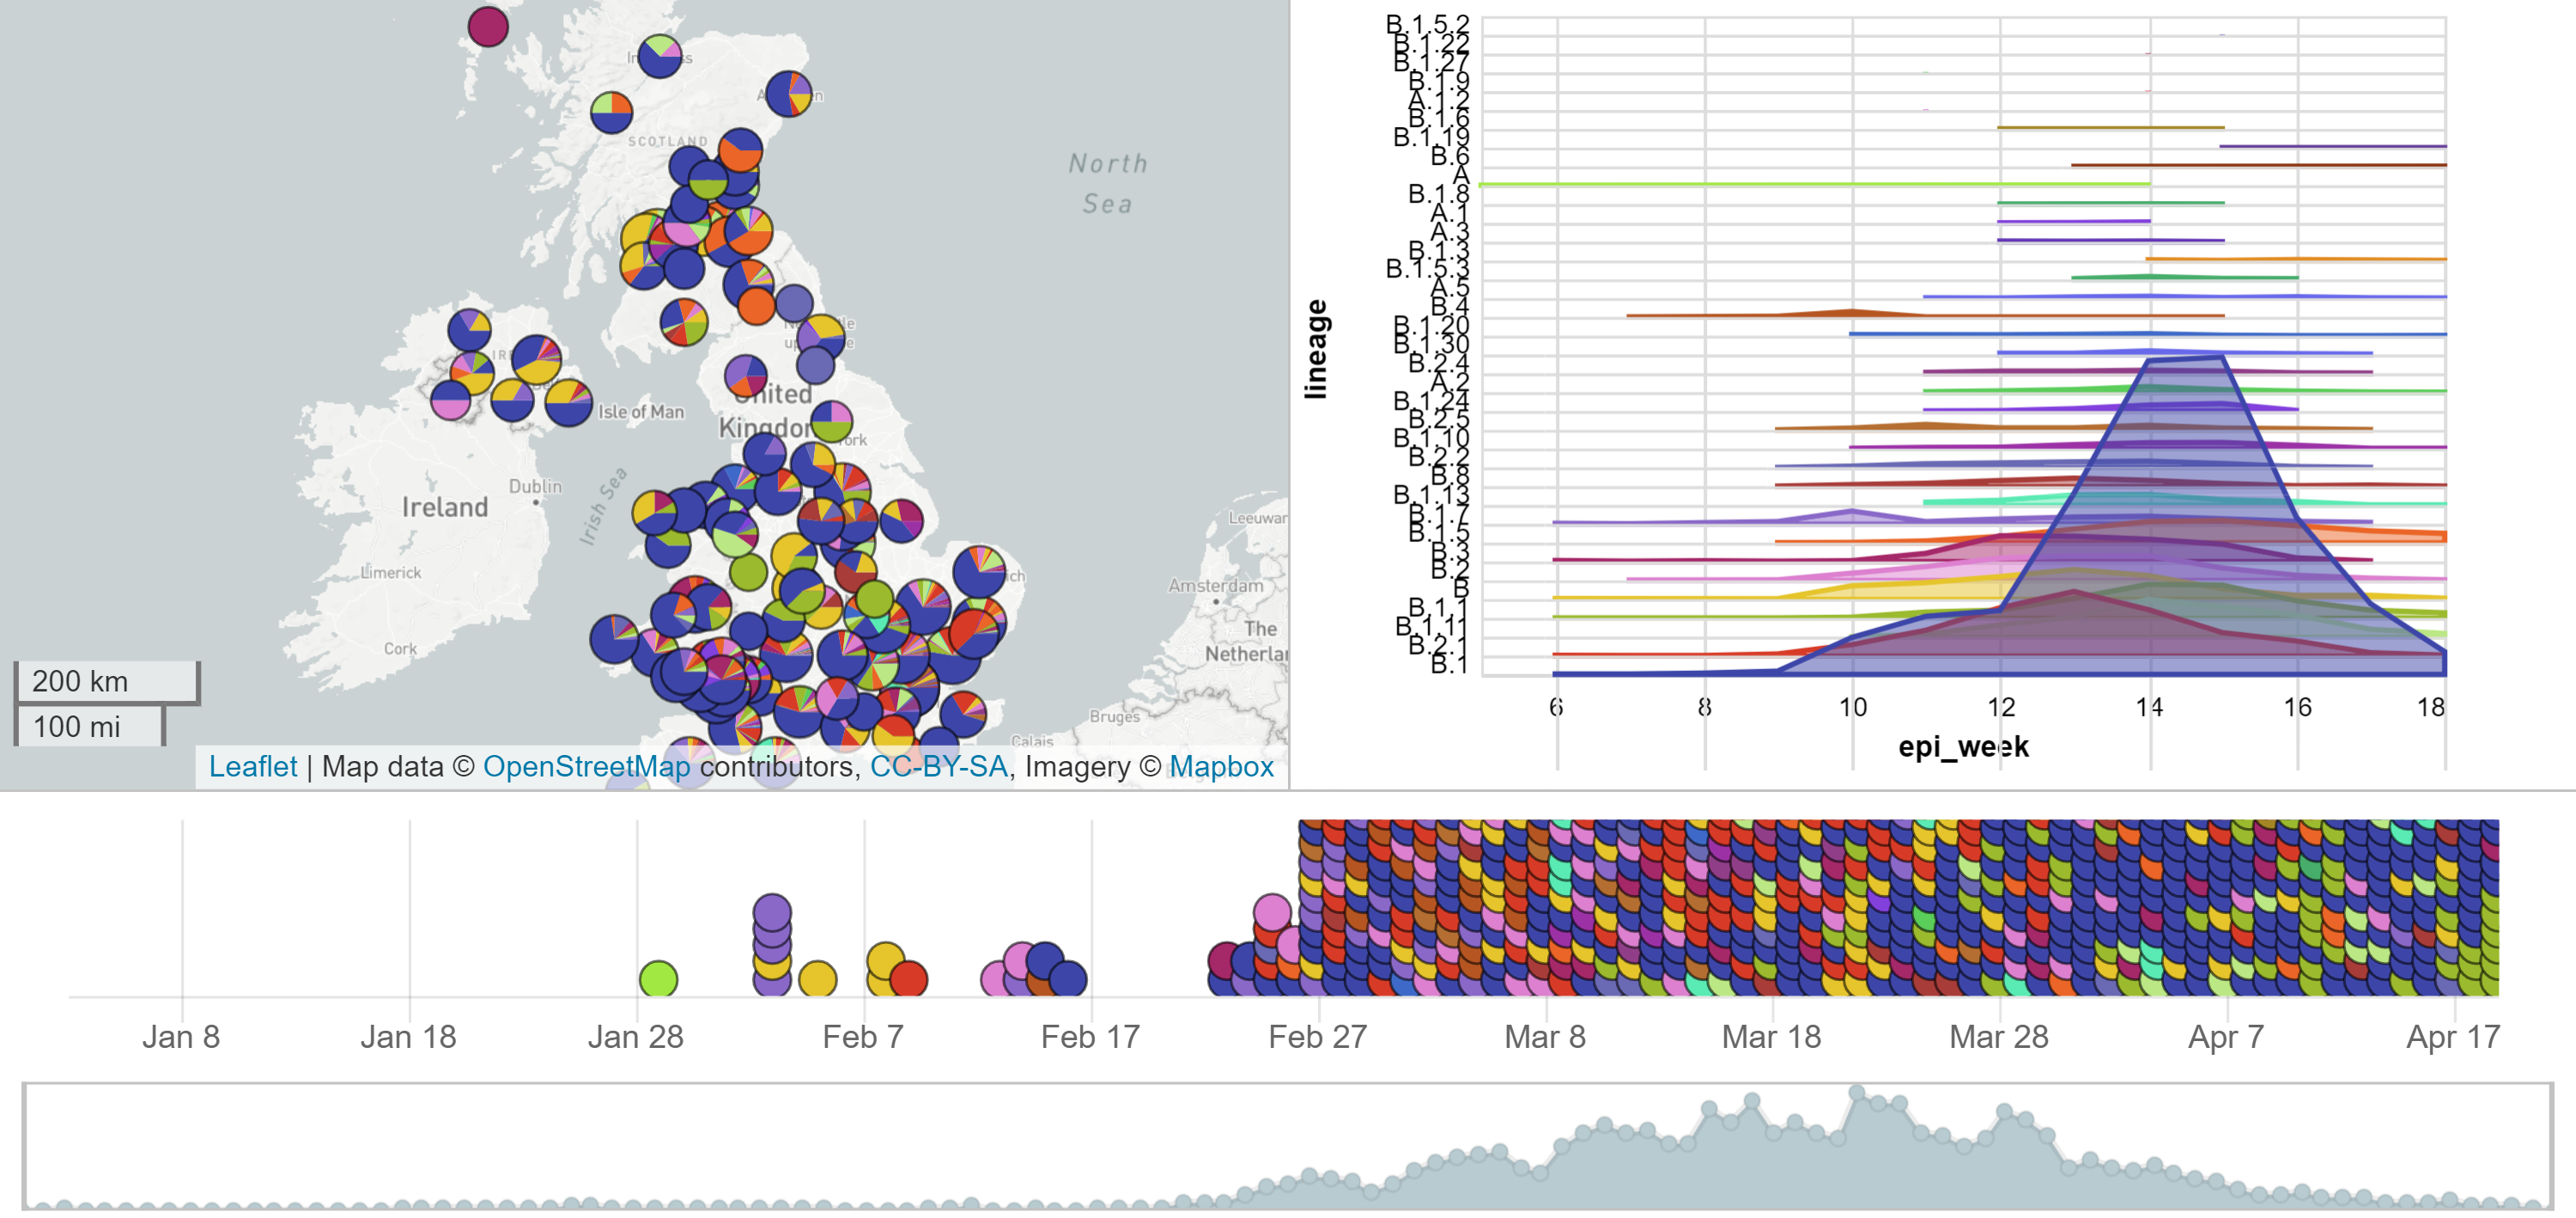 SCOTLAND
North
Sea
Isle of Man
United
Kingdom
York
Dublin
Ireland
Irish Sea
Limerick
Cork
Leeuwar
Amsterdam
The
Netherlan
Bruges
Calais
200 km
100 mi
Leaflet | Map data © OpenStreetMap contributors, CC-BY-SA, Imagery © Mapbox
lineage
B.1.5.2
B.1.22
B.1.27
B.1.9
A.1.2
B.1.6
B.1.19
B.6
A
B.1.8
A.1
A.3
B.1.3
B.1.5.3
A.5
B.4
B.1.20
B.1.30
B.2.4
A.2
B.1.24
B.2.5
B.1.10
B.2.2
B.8
B.1.13
B.1.7
B.1.5
B.3
B.2
B
B.1.1
B.1.11
B.2.1
B.1
6 8 10 12 14 16 18
epi_week
Jan 8 Jan 18 Jan 28 Feb 7 Feb 17 Feb 27 Mar 8 Mar 18 Mar 28 Apr 7 Apr 17